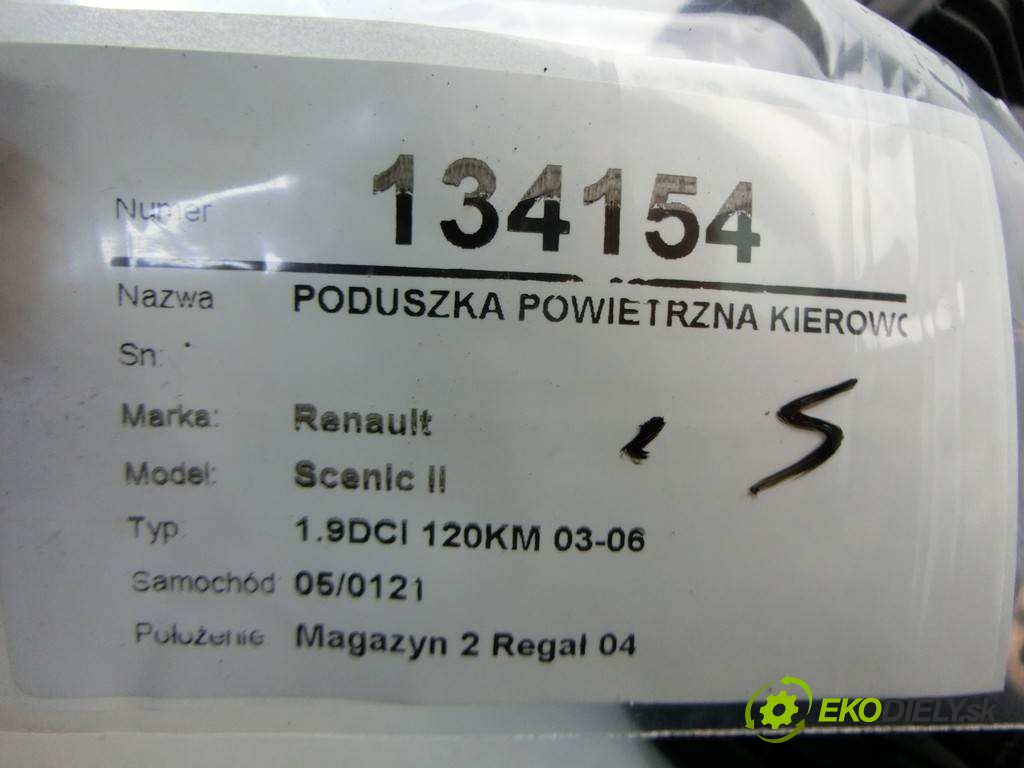 Numer 134154
Nazwa PODUSZKA POWIETRZNA KIEROWC
Sn:
Marka: Renault
Model: Scenic II
Typ 1.9DCI 120KM 03-06
Samochód 05/0121
Położenie Magazyn 2 Regał 04
S
EKODIELY.sk